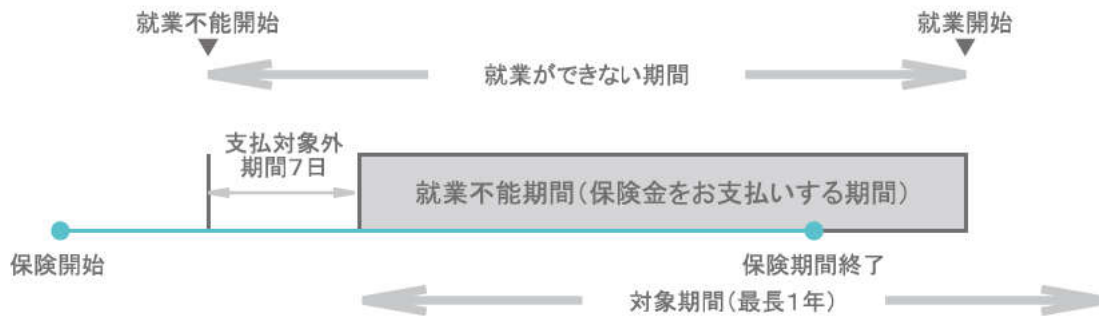 就業不能開始
就業開始
就業ができない期間
支払対象外
期間7日
就業不能期間(保険金をお支払いする期間)
保険開始
保険期間終了
対象期間(最長1年)